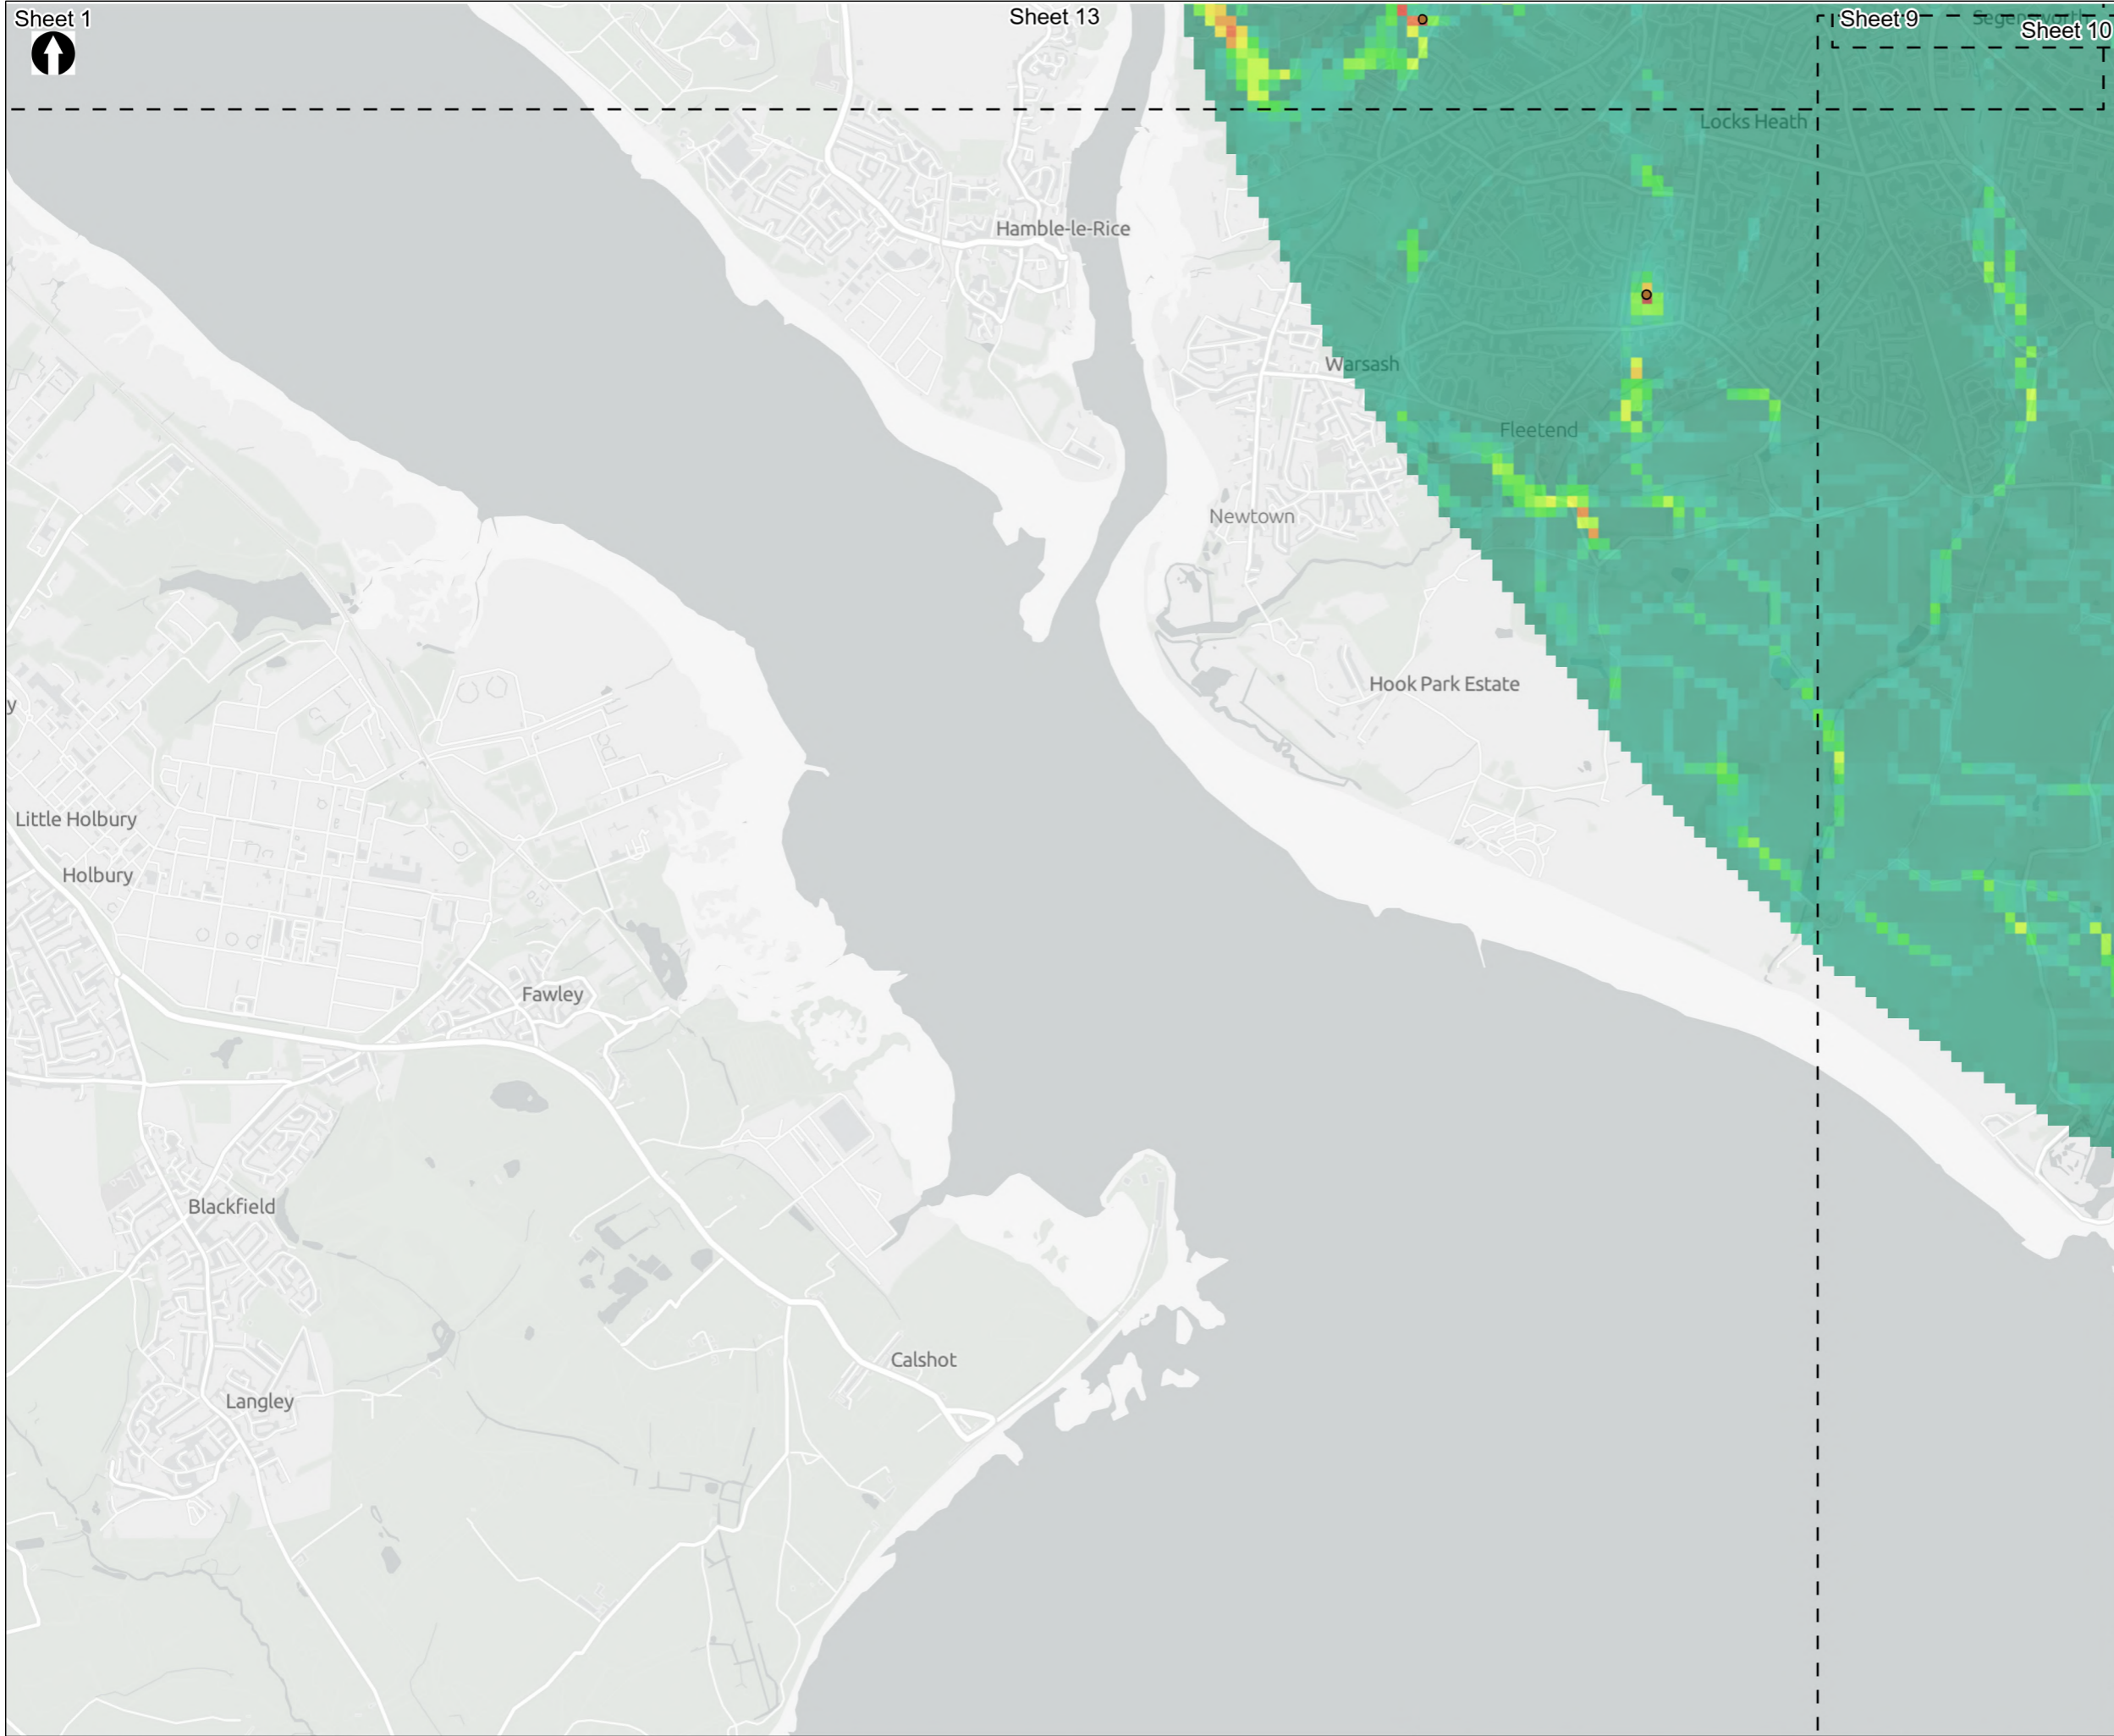 Sheet 1
Sheet 13
Sheet 9
Segensworth
Sheet 10
Locks Heath
Hamble-le-Rice
Warsash
Fleetend
Newtown
Hook Park Estate
y
Little Holbury
Holbury
Fawley
Blackfield
Calshot
Langley